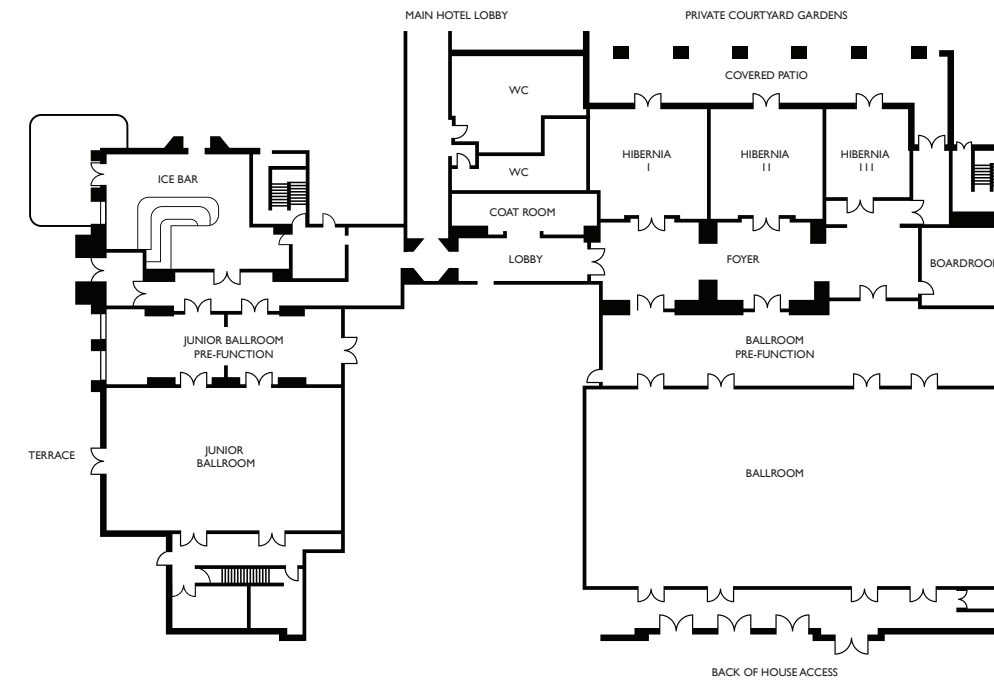 MAIN HOTEL LOBBY
PRIVATE COURTYARD GARDENS
COVERED PATIO
WC
HIBERNIA
I
HIBERNIA
II
HIBERNIA
III
ICE BAR
WC
COAT ROOM
LOBBY
FOYER
BOARDROO
JUNIOR BALLROOM
PRE-FUNCTION
BALLROOM
PRE-FUNCTION
TERRACE
JUNIOR
BALLROOM
BALLROOM
BACK OF HOUSE ACCESS